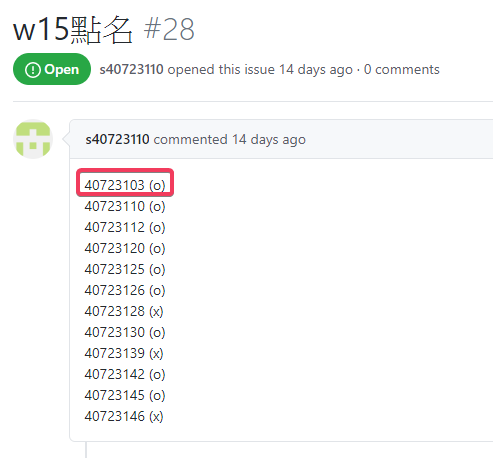 w15點名 #28
Open s40723110 opened this issue 14 days ago · 0 comments
s40723110 commented 14 days ago
40723103 (o)
40723110 (o)
40723112 (o)
40723120 (o)
40723125 (o)
40723126 (o)
40723128 (x)
40723130 (o)
40723139 (x)
40723142 (o)
40723145 (o)
40723146 (x)